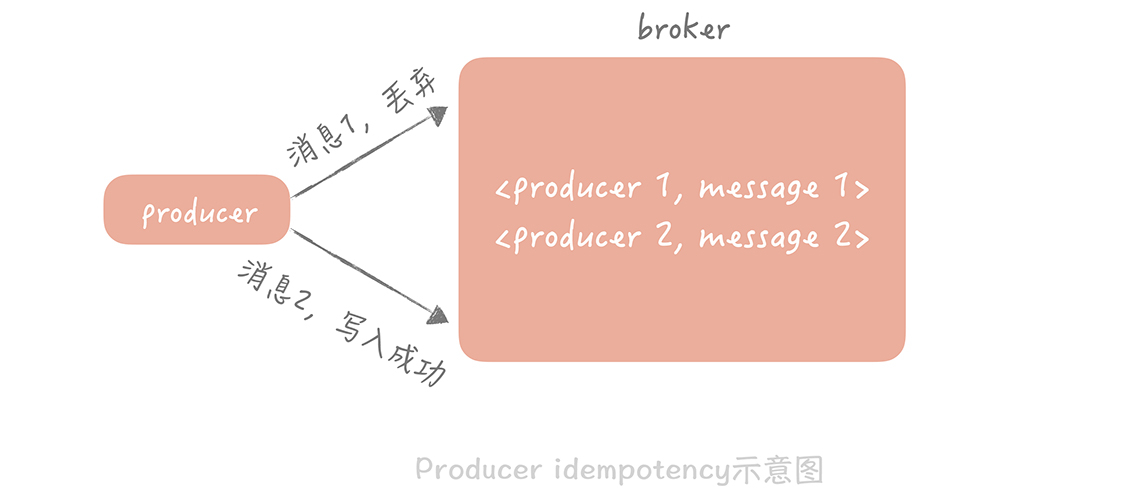 broker
消息1，丢弃
producer
<producer 1, message 1>
<producer 2, message 2>
消息2，写入成功
Producer idempotency示意图